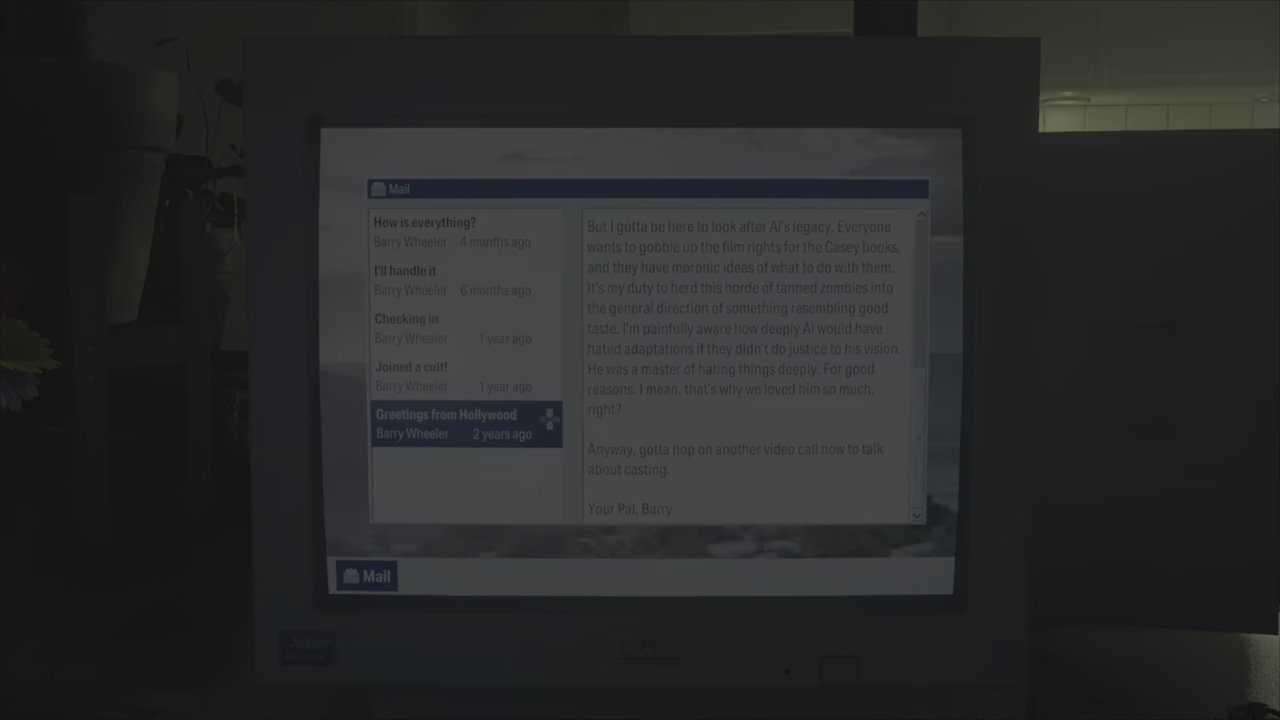 Mail
How is everything?
Barry Wheeler 4 months ago
I'll handle it
Barry Wheeler 6 months ago
Checking in
Barry Wheeler 1 year ago
Joined a cult!
Barry Wheeler 1 year ago
Greetings from Hollywood
Barry Wheeler 2 years ago
But I gotta be here to look after Al's legacy. Everyone
wants to gobble up the film rights for the Casey books,
and they have moronic ideas of what to do with them.
It's my duty to herd this horde of tanned zombies into
the general direction of something resembling good
taste. I'm painfully aware how deeply Al would have
hated adaptations if they didn't do justice to his vision.
He was a master of hating things deeply. For good
reasons. I mean, that's why we loved him so much,
right?
Anyway, gotta hop on another video call now to talk
about casting.
Your Pal, Barry
Mail
Super
CRT